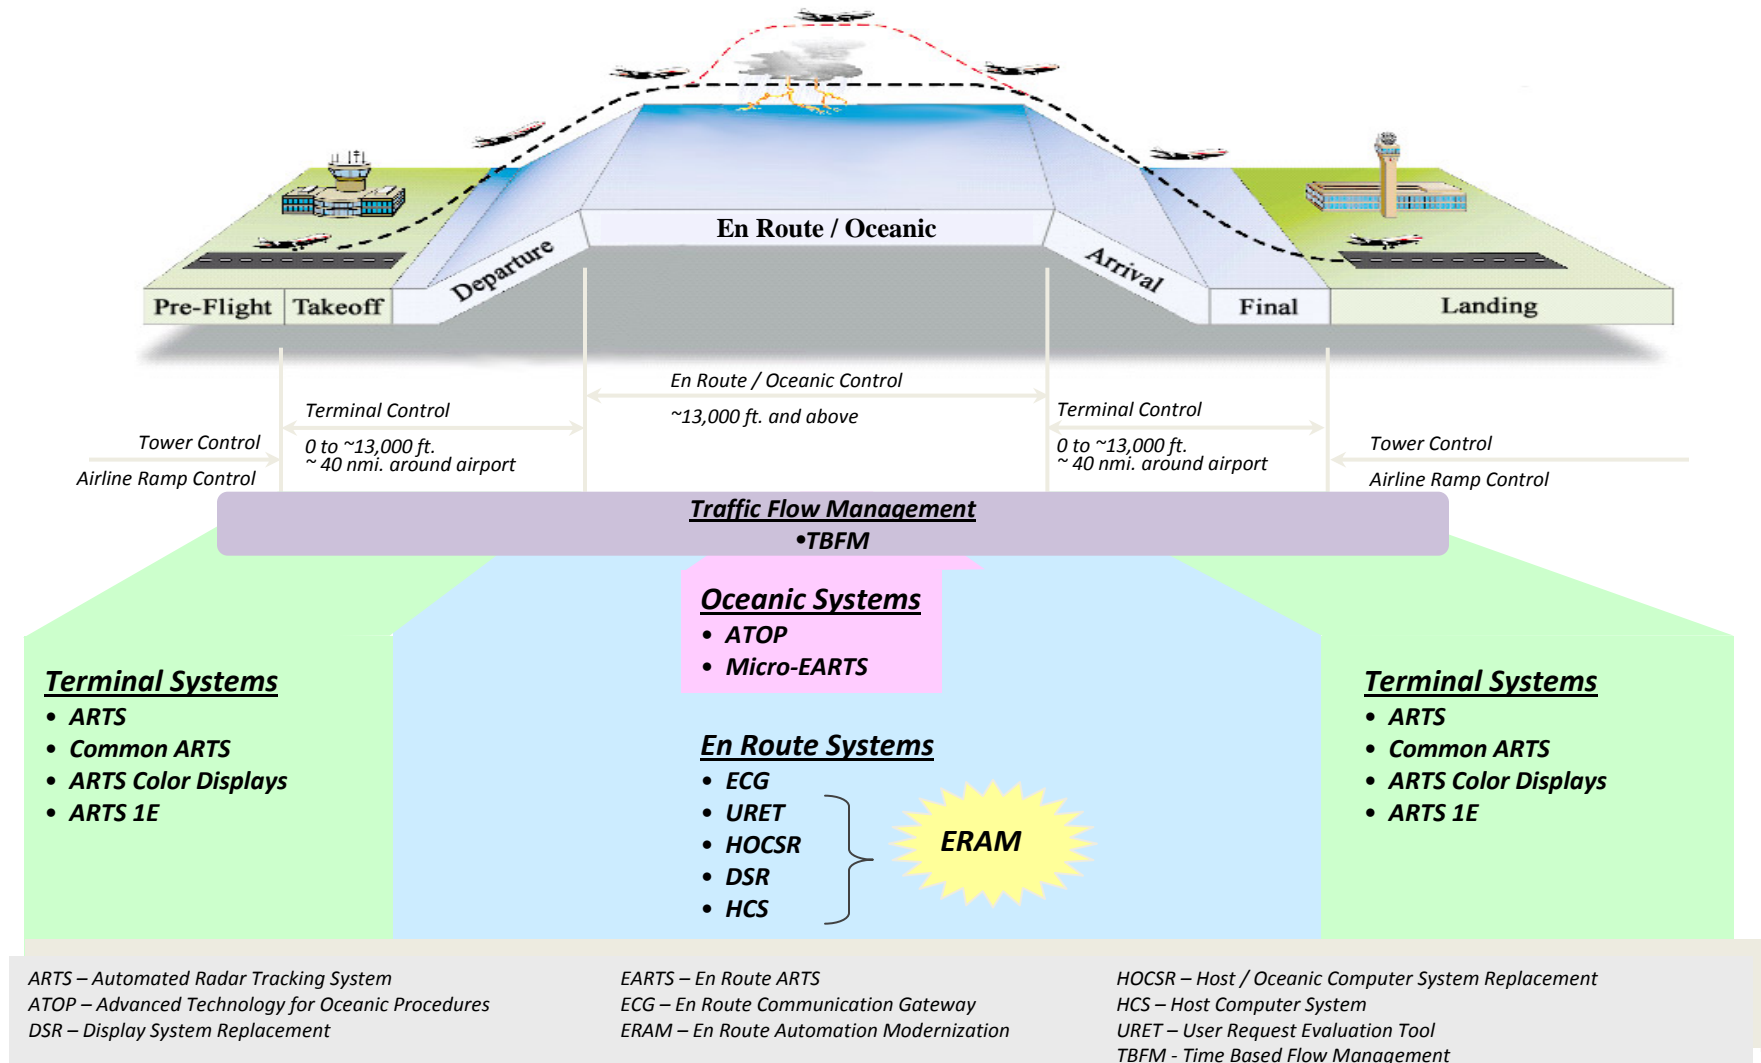 En Route / Oceanic
Departure
Arrival
Pre-Flight
Takeoff
Final
Landing
En Route / Oceanic Control
~13,000 ft. and above
Terminal Control
0 to ~13,000 ft.
~ 40 nmi. around airport
Terminal Control
0 to ~13,000 ft.
~ 40 nmi. around airport
Tower Control
Airline Ramp Control
Tower Control
Airline Ramp Control
Traffic Flow Management
•TBFM
Oceanic Systems
• ATOP
• Micro-EARTS
Terminal Systems
• ARTS
• Common ARTS
• ARTS Color Displays
• ARTS 1E
En Route Systems
• ECG
• URET
• HOCSR
• DSR
• HCS
ERAM
Terminal Systems
• ARTS
• Common ARTS
• ARTS Color Displays
• ARTS 1E
ARTS – Automated Radar Tracking System
ATOP – Advanced Technology for Oceanic Procedures
DSR – Display System Replacement
EARTS – En Route ARTS
ECG – En Route Communication Gateway
ERAM – En Route Automation Modernization
HOCSR – Host / Oceanic Computer System Replacement
HCS – Host Computer System
URET – User Request Evaluation Tool
TBFM - Time Based Flow Management